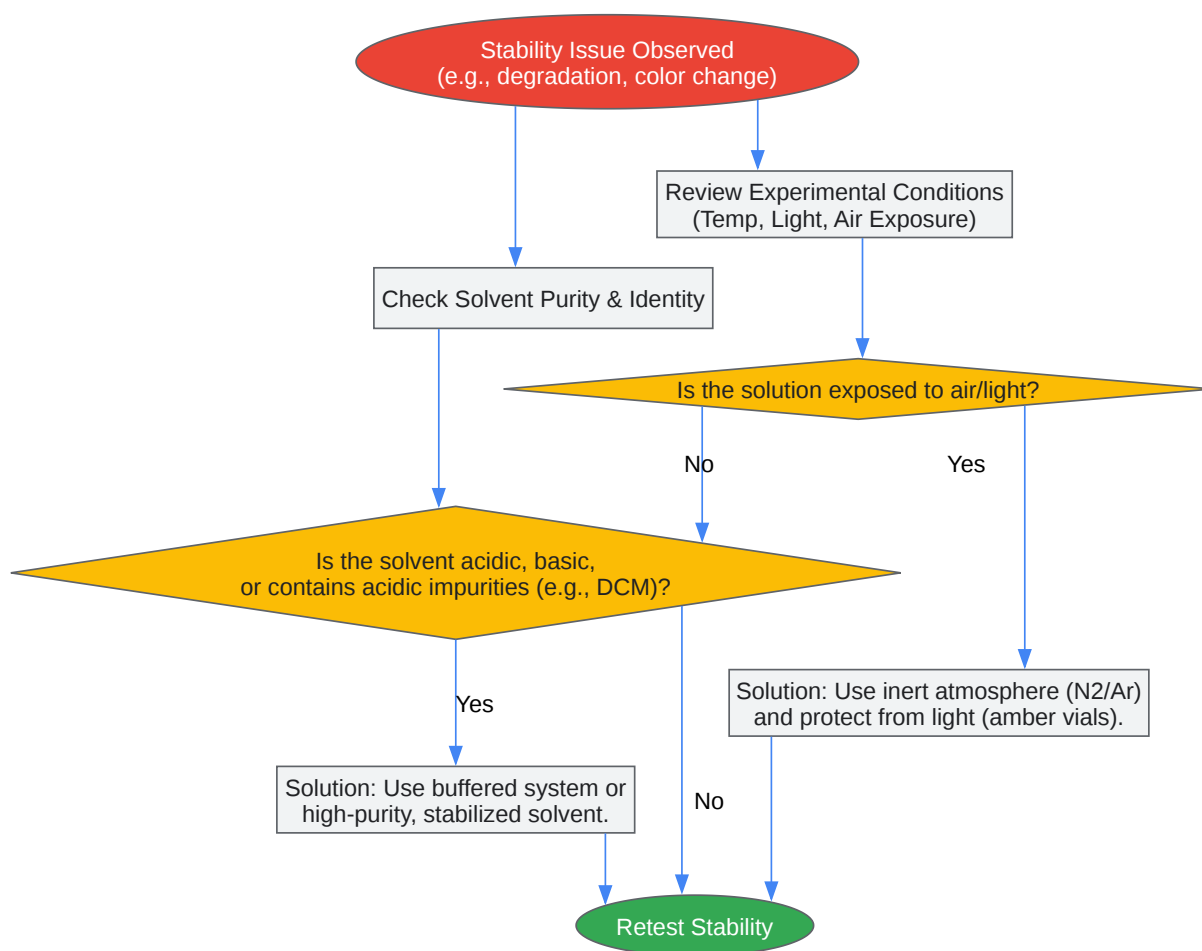 Stability Issue Observed
(e.g., degradation, color change)
Review Experimental Conditions
(Temp, Light, Air Exposure)
Check Solvent Purity & Identity
Is the solution exposed to air/light?
No
Yes
Is the solvent acidic, basic,
or contains acidic impurities (e.g., DCM)?
Solution: Use inert atmosphere (N2/Ar)
and protect from light (amber vials).
Yes
Solution: Use buffered system or
high-purity, stabilized solvent.
No
Retest Stability